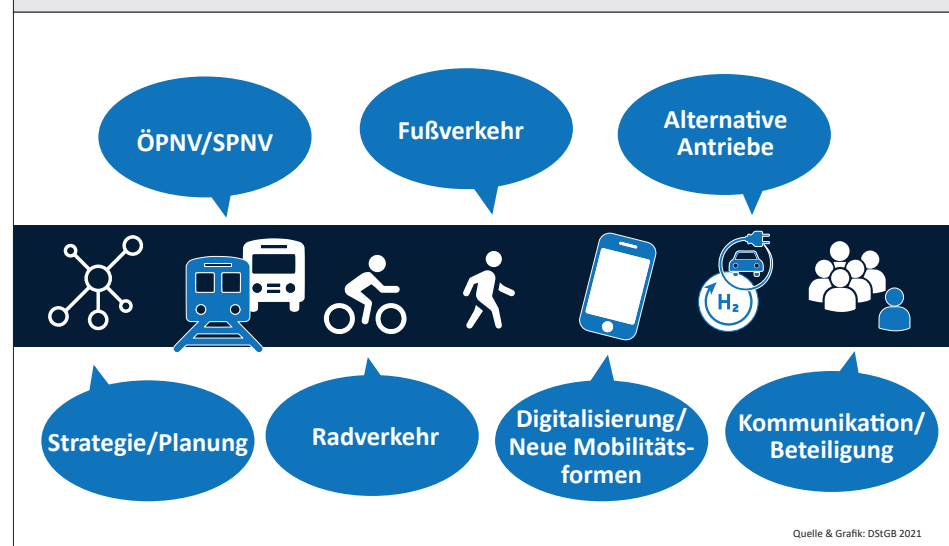 ÖPNV/SPNV
Fußverkehr
Alternative
Antriebe
H₂
Strategie/Planung
Radverkehr
Digitalisierung/
Neue Mobilitäts-
formen
Kommunikation/
Beteiligung
Quelle & Grafik: DStGB 2021